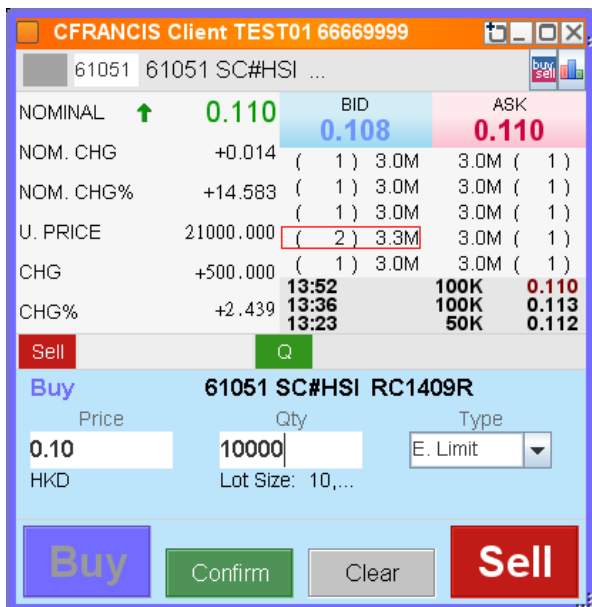 CFRANCIS Client TEST01 66669999
61051 61051 SC#HSI ...
buy sell
NOMINAL 0.110 BID ASK
0.108 0.110
NOM. CHG +0.014 ( 1 ) 3.0M 3.0M ( 1 )
NOM. CHG% +14.583 ( 1 ) 3.0M 3.0M ( 1 )
( 1 ) 3.0M 3.0M ( 1 )
U. PRICE 21000.000 ( 2 ) 3.3M 3.0M ( 1 )
CHG +500.000 ( 1 ) 3.0M 3.0M ( 1 )
13:52 100K 0.110
CHG% +2.439 13:36 100K 0.113
13:23 50K 0.112
Sell Q
Buy 61051 SC#HSI RC1409R
Price Qty Type
0.10 10000 E. Limit
HKD Lot Size: 10,...
Buy Confirm Clear Sell